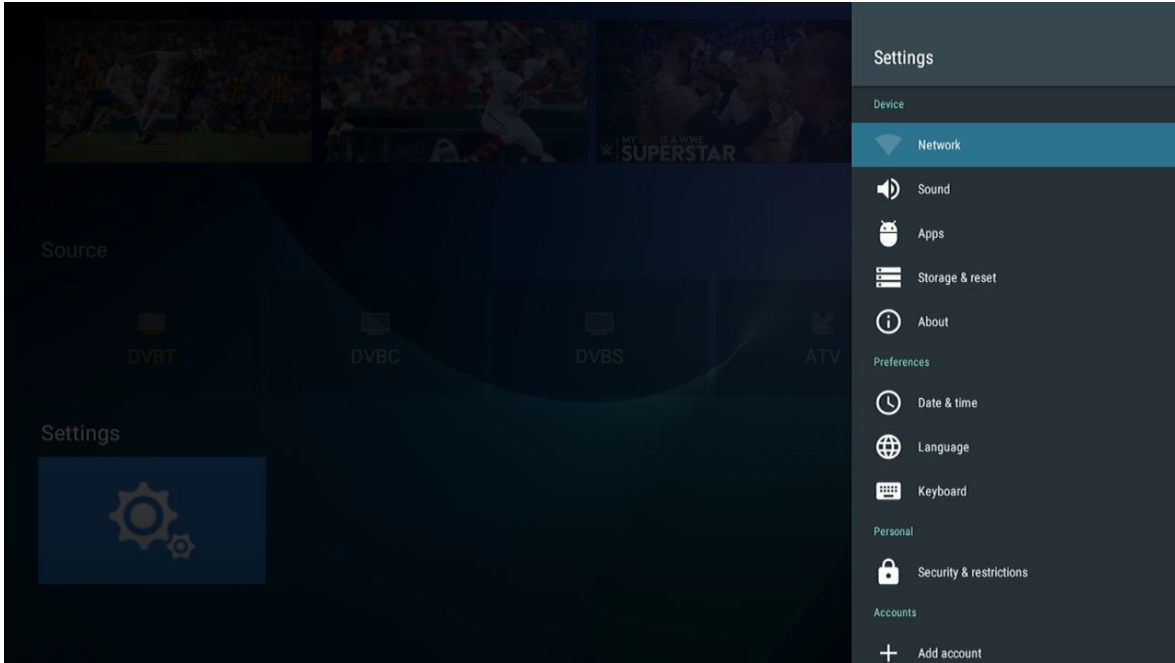 MY IS A WWE
SUPERSTAR
Source
DVBT
DVBC
DVBS
ATV
Settings
Settings
Device
Network
Sound
Apps
Storage & reset
About
Preferences
Date & time
Language
Keyboard
Personal
Security & restrictions
Accounts
Add account